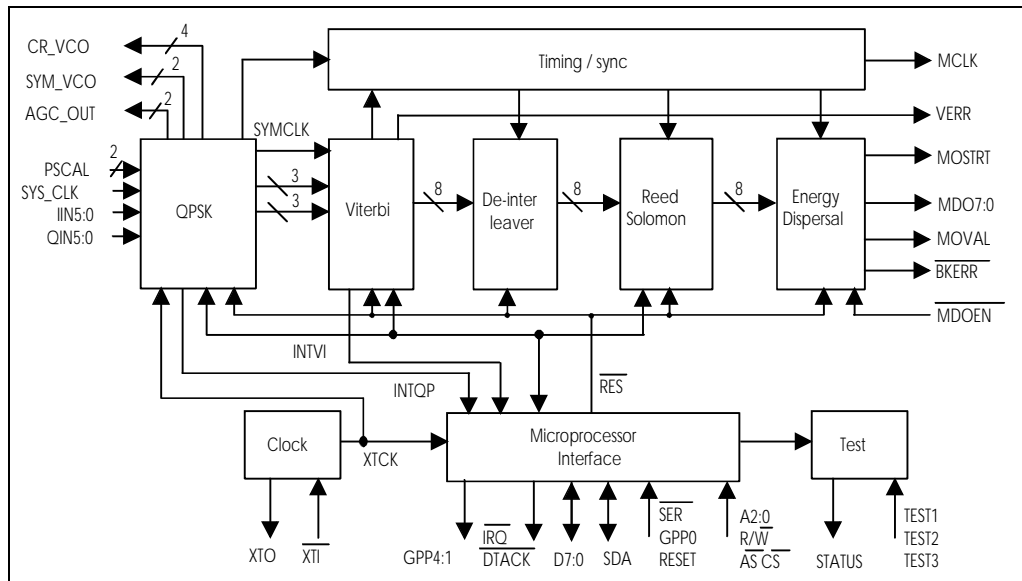 CR_VCO
4
SYM_VCO
2
AGC_OUT
2
Timing / sync
MCLK
SYMCLK
VERR
PSCAL
2
SYS_CLK
IIN5:0
QIN5:0
QPSK
3
3
Viterbi
8
De-inter
leaver
8
Reed
Solomon
8
Energy
Dispersal
MOSTRT
MDO7:0
MOVAL
BKERR
MDOEN
INTVI
INTQP
RES
Clock
XTCK
Microprocessor
Interface
Test
XTO
XTI
GPP4:1
IRQ
DTACK
D7:0
SDA
SER
GPP0
RESET
A2:0
R/W
AS CS
STATUS
TEST1
TEST2
TEST3